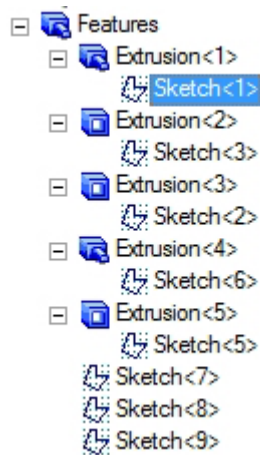 Features
Extrusion<1>
Sketch<1>
Extrusion<2>
Sketch<3>
Extrusion<3>
Sketch<2>
Extrusion<4>
Sketch<6>
Extrusion<5>
Sketch<5>
Sketch<7>
Sketch<8>
Sketch<9>